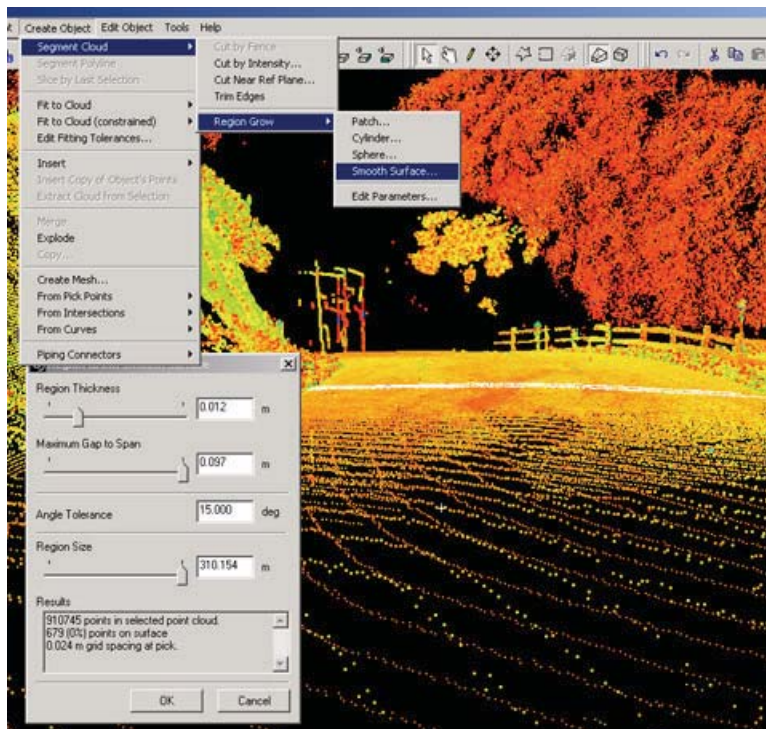 Create Object Edit Object Tools Help
Segment Cloud
Segment Polyline
Slice by Last Selection
Fit to Cloud
Fit to Cloud (constrained)
Edit Fitting Tolerances...
Insert
Insert Copy of Object's Points
Extract Cloud from Selection
Merge
Explode
Copy...
Create Mesh...
From Pick Points
From Intersections
From Curves
Piping Connectors
Cut by Fence
Cut by Intensity...
Cut Near Ref Plane...
Trim Edges
Region Grow
Patch...
Cylinder...
Sphere...
Smooth Surface...
Edit Parameters...
Region Thickness
0.012 m
Maximum Gap to Span
0.097 m
Angle Tolerance 15.000 deg
Region Size
310.154 m
Results
910745 points in selected point cloud.
679 (0%) points on surface
0.024 m grid spacing at pick.
OK Cancel